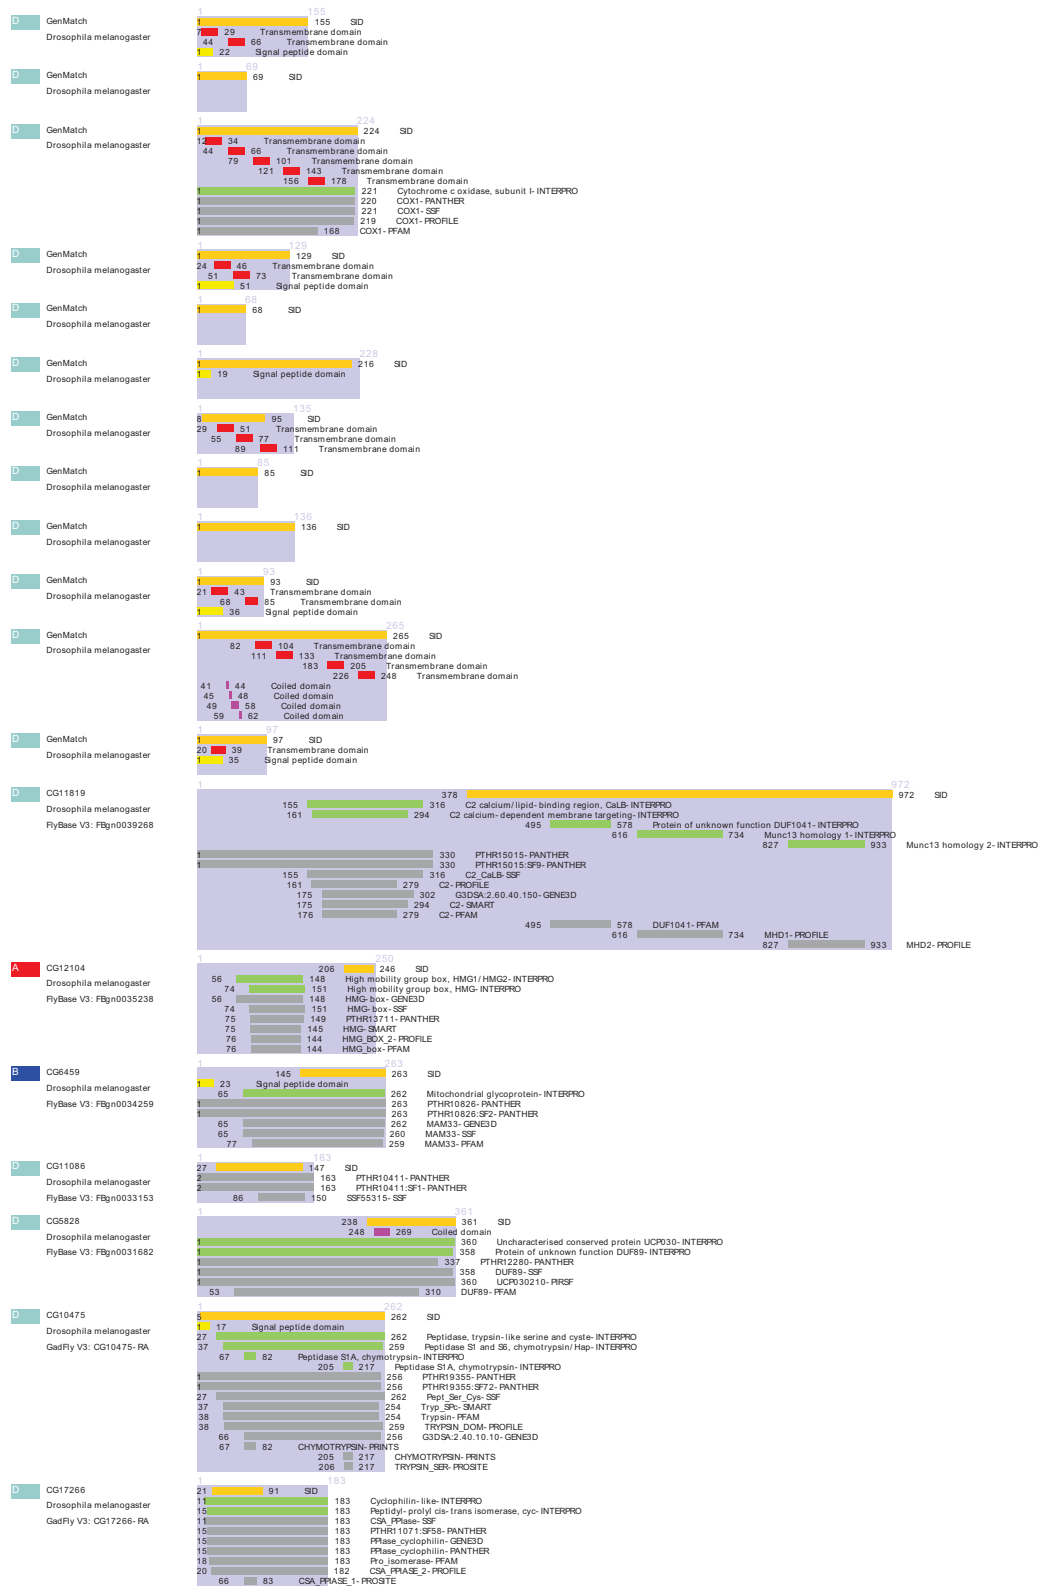 1 155
D GenMatch 1 155 SID
7 29 Transmembrane domain
Drosophila melanogaster 44 66 Transmembrane domain
1 22 Signal peptide domain
1 69
D GenMatch 1 69 SID
Drosophila melanogaster
1 224
D GenMatch 1 224 SID
12 34 Transmembrane domain
Drosophila melanogaster 44 66 Transmembrane domain
79 101 Transmembrane domain
121 143 Transmembrane domain
156 178 Transmembrane domain
1 221 Cytochrome c oxidase, subunit I- INTERPRO
1 220 COX1- PANTHER
1 221 COX1- SSF
1 219 COX1- PROFILE
1 168 COX1- PFAM
1 129
D GenMatch 1 129 SID
24 46 Transmembrane domain
Drosophila melanogaster 51 73 Transmembrane domain
1 51 Signal peptide domain
1 68
D GenMatch 1 68 SID
Drosophila melanogaster
1 228
D GenMatch 1 216 SID
Drosophila melanogaster 1 19 Signal peptide domain
1 135
D GenMatch 8 95 SID
29 51 Transmembrane domain
Drosophila melanogaster 55 77 Transmembrane domain
89 111 Transmembrane domain
1 85
D GenMatch 1 85 SID
Drosophila melanogaster
1 136
D GenMatch 1 136 SID
Drosophila melanogaster
1 93
D GenMatch 1 93 SID
21 43 Transmembrane domain
Drosophila melanogaster 68 85 Transmembrane domain
1 36 Signal peptide domain
1 265
D GenMatch 1 265 SID
82 104 Transmembrane domain
Drosophila melanogaster 111 133 Transmembrane domain
183 205 Transmembrane domain
226 248 Transmembrane domain
41 44 Coiled domain
45 48 Coiled domain
49 58 Coiled domain
59 62 Coiled domain
1 97
D GenMatch 1 97 SID
20 39 Transmembrane domain
Drosophila melanogaster 1 35 Signal peptide domain
1 972
D CG11819 378 972 SID
155 316 C2 calcium/ lipid- binding region, CaLB- INTERPRO
Drosophila melanogaster 161 294 C2 calcium- dependent membrane targeting- INTERPRO
FlyBase V3: FBgn0039268 495 578 Protein of unknown function DUF1041- INTERPRO
616 734 Munc13 homology 1- INTERPRO
827 933 Munc13 homology 2- INTERPRO
1 330 PTHR15015- PANTHER
1 330 PTHR15015:SF9- PANTHER
155 316 C2_CaLB- SSF
161 279 C2- PROFILE
175 302 G3DSA:2.60.40.150- GENE3D
175 294 C2- SMART
176 279 C2- PFAM
495 578 DUF1041- PFAM
616 734 MHD1- PROFILE
827 933 MHD2- PROFILE
1 250
A CG12104 206 246 SID
56 148 High mobility group box, HMG1/ HMG2- INTERPRO
Drosophila melanogaster 74 151 High mobility group box, HMG- INTERPRO
FlyBase V3: FBgn0035238 56 148 HMG- box- GENE3D
74 151 HMG- box- SSF
75 149 PTHR13711- PANTHER
75 145 HMG- SMART
76 144 HMG_BOX_2- PROFILE
76 144 HMG_box- PFAM
1 263
B CG6459 145 263 SID
1 23 Signal peptide domain
Drosophila melanogaster 65 262 Mitochondrial glycoprotein- INTERPRO
FlyBase V3: FBgn0034259 1 263 PTHR10826- PANTHER
1 263 PTHR10826:SF2- PANTHER
65 262 MAM33- GENE3D
65 260 MAM33- SSF
77 259 MAM33- PFAM
1 163
D CG11086 27 147 SID
2 163 PTHR10411- PANTHER
Drosophila melanogaster 2 163 PTHR10411:SF1- PANTHER
FlyBase V3: FBgn0033153 86 150 SSF55315- SSF
1 361
D CG5828 238 361 SID
248 269 Coiled domain
Drosophila melanogaster 1 360 Uncharacterised conserved protein UCP030- INTERPRO
FlyBase V3: FBgn0031682 1 358 Protein of unknown function DUF89- INTERPRO
1 337 PTHR12280- PANTHER
1 358 DUF89- SSF
1 360 UCP030210- PIRSF
53 310 DUF89- PFAM
1 262
D CG10475 5 262 SID
1 17 Signal peptide domain
Drosophila melanogaster 27 262 Peptidase, trypsin- like serine and cyste- INTERPRO
GadFly V3: CG10475- RA 37 259 Peptidase S1 and S6, chymotrypsin/ Hap- INTERPRO
67 82 Peptidase S1A, chymotrypsin- INTERPRO
205 217 Peptidase S1A, chymotrypsin- INTERPRO
1 256 PTHR19355- PANTHER
1 256 PTHR19355:SF72- PANTHER
27 262 Pept_Ser_Cys- SSF
37 254 Tryp_SPc- SMART
38 254 Trypsin- PFAM
38 259 TRYPSIN_DOM- PROFILE
66 256 G3DSA:2.40.10.10- GENE3D
67 82 CHYMOTRYPSIN- PRINTS
205 217 CHYMOTRYPSIN- PRINTS
206 217 TRYPSIN_SER- PROSITE
1 183
D CG17266 21 91 SID
11 183 Cyclophilin- like- INTERPRO
Drosophila melanogaster 15 183 Peptidyl- prolyl cis- trans isomerase, cyc- INTERPRO
GadFly V3: CG17266- RA 11 183 CSA_PPIase- SSF
15 183 PTHR11071:SF58- PANTHER
15 183 PPIase_cyclophilin- GENE3D
15 183 PPIase_cyclophilin- PANTHER
18 183 Pro_isomerase- PFAM
20 182 CSA_PPIASE_2- PROFILE
66 83 CSA_PPIASE_1- PROSITE